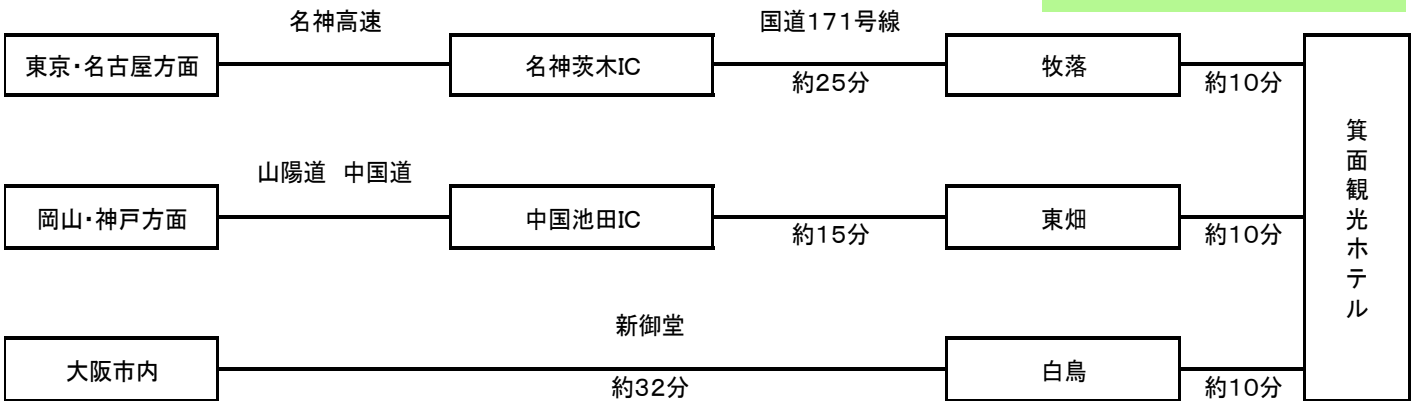 名神高速
国道171号線
東京・名古屋方面
名神茨木IC
牧落
約25分
約10分
山陽道 中国道
岡山・神戸方面
中国池田IC
東畑
約15分
約10分
新御堂
大阪市内
白鳥
約32分
約10分
箕面観光ホテル